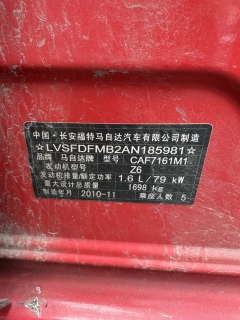 中国·长安福特马自达汽车有限公司制造
☆LVSFDFMB2AN185981☆
品牌 马自达牌 型号 CAF7161M1
发动机型号 Z6
发动机排量/功率 1.6 L/79 kW
最大设计总质量 1698 kg
制造年月 2010-11 乘座人数 5